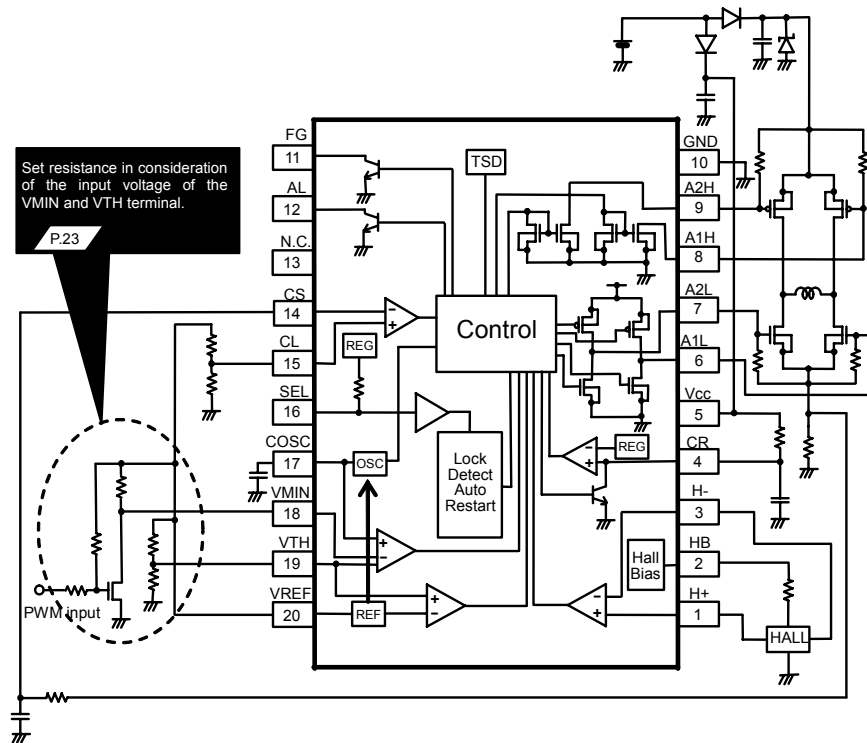 Set resistance in consideration
of the input voltage of the
VMIN and VTH terminal.
P.23
FG
11
AL
12
N.C.
13
CS
14
CL
15
SEL
16
COSC
17
VMIN
18
VTH
19
VREF
20
PWM input
TSD
Control
REG
OSC
Lock
Detect
Auto
Restart
REG
Hall
Bias
REF
GND
10
A2H
9
A1H
8
A2L
7
A1L
6
Vcc
5
CR
4
H-
3
HB
2
H+
1
HALL
− +
− +
+ −
+ −
− +